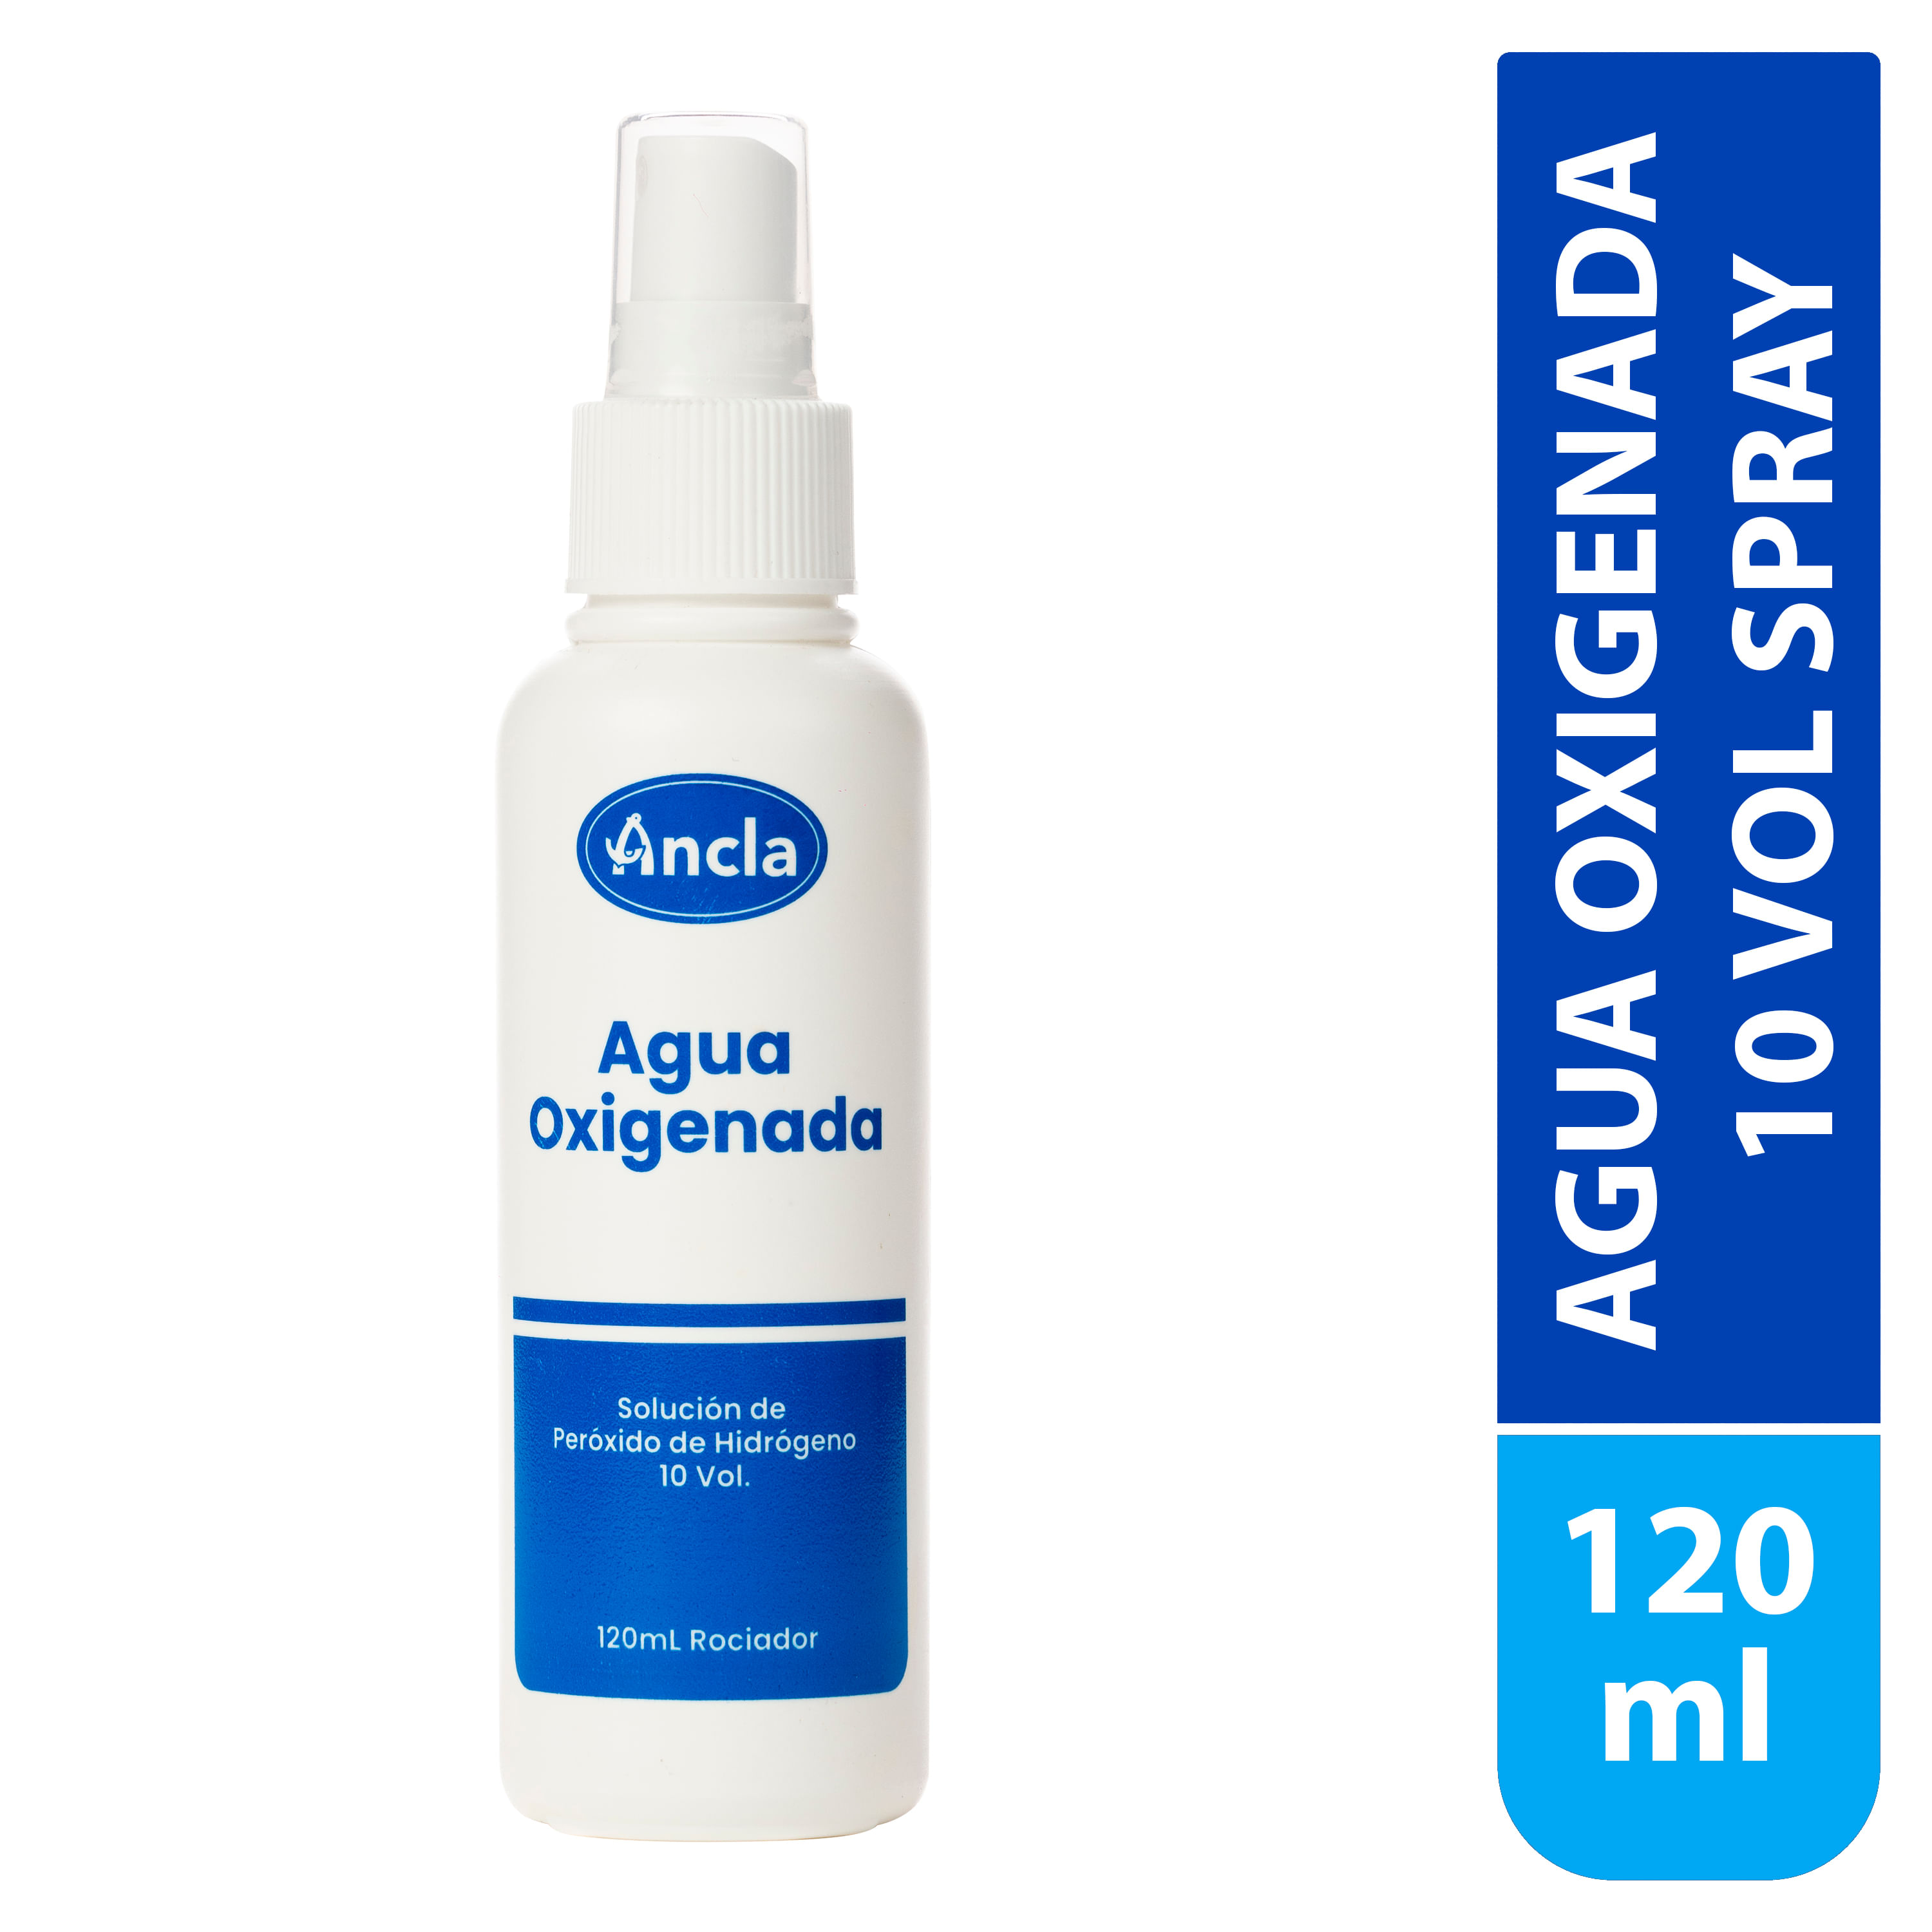 Ancla
Agua
Oxigenada
Solución de
Peróxido de Hidrógeno
10 Vol.
120mL Rociador
AGUA OXIGENADA
10 VOL SPRAY
120
ml